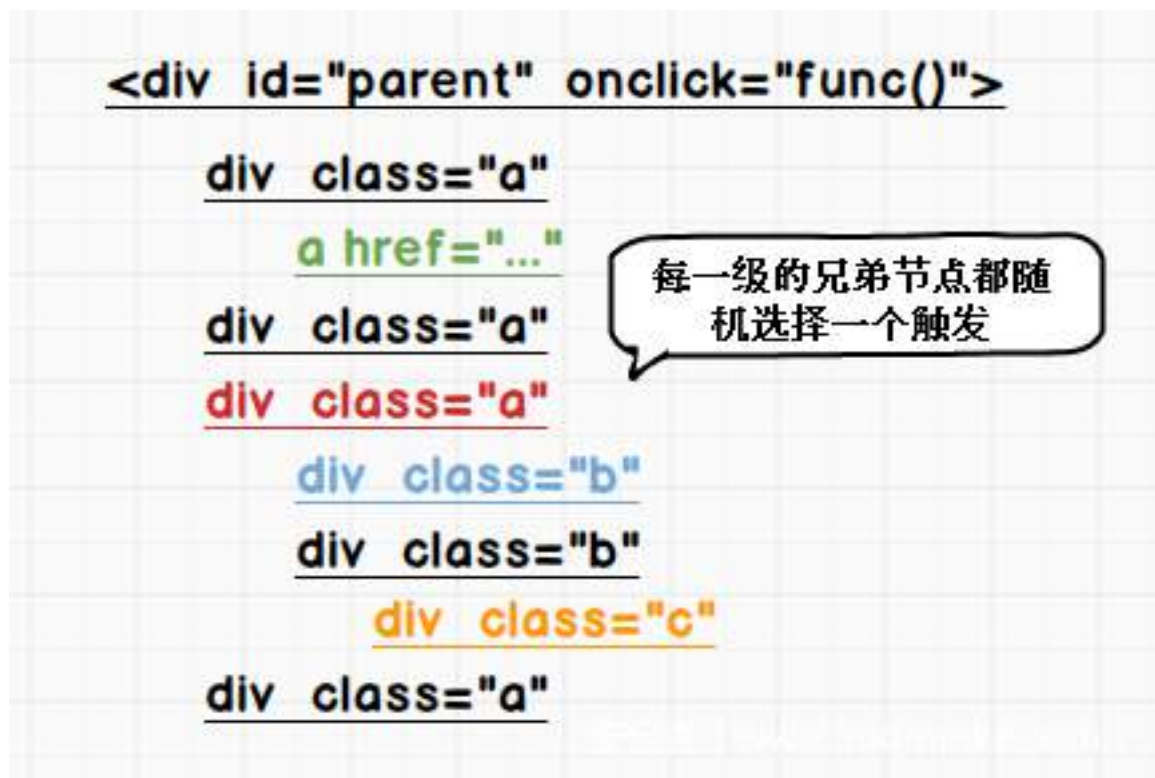 <div id="parent" onclick="func()">
div class="a"
a href="..."
每一级的兄弟节点都随
机选择一个触发
div class="a"
div class="a"
div class="b"
div class="b"
div class="c"
div class="a"